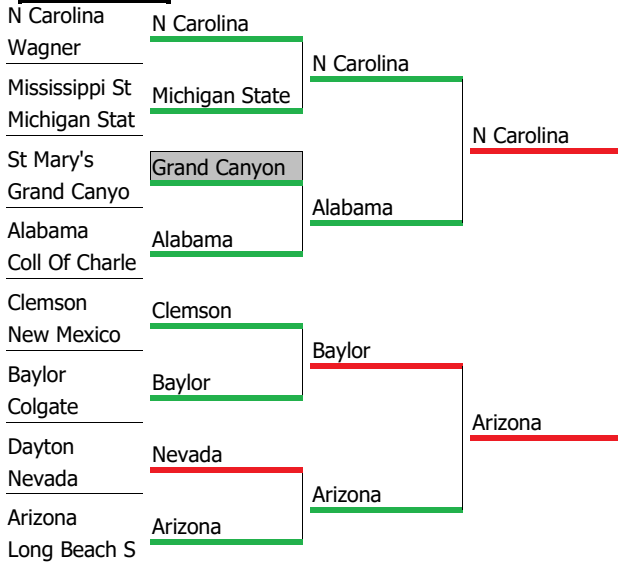 N Carolina
Wagner
Mississippi St
Michigan Stat
St Mary's
Grand Canyo
Alabama
Coll Of Charle
Clemson
New Mexico
Baylor
Colgate
Dayton
Nevada
Arizona
Long Beach S
N Carolina
Michigan State
Grand Canyon
Alabama
Clemson
Baylor
Nevada
Arizona
N Carolina
Alabama
Baylor
Arizona
N Carolina
Arizona